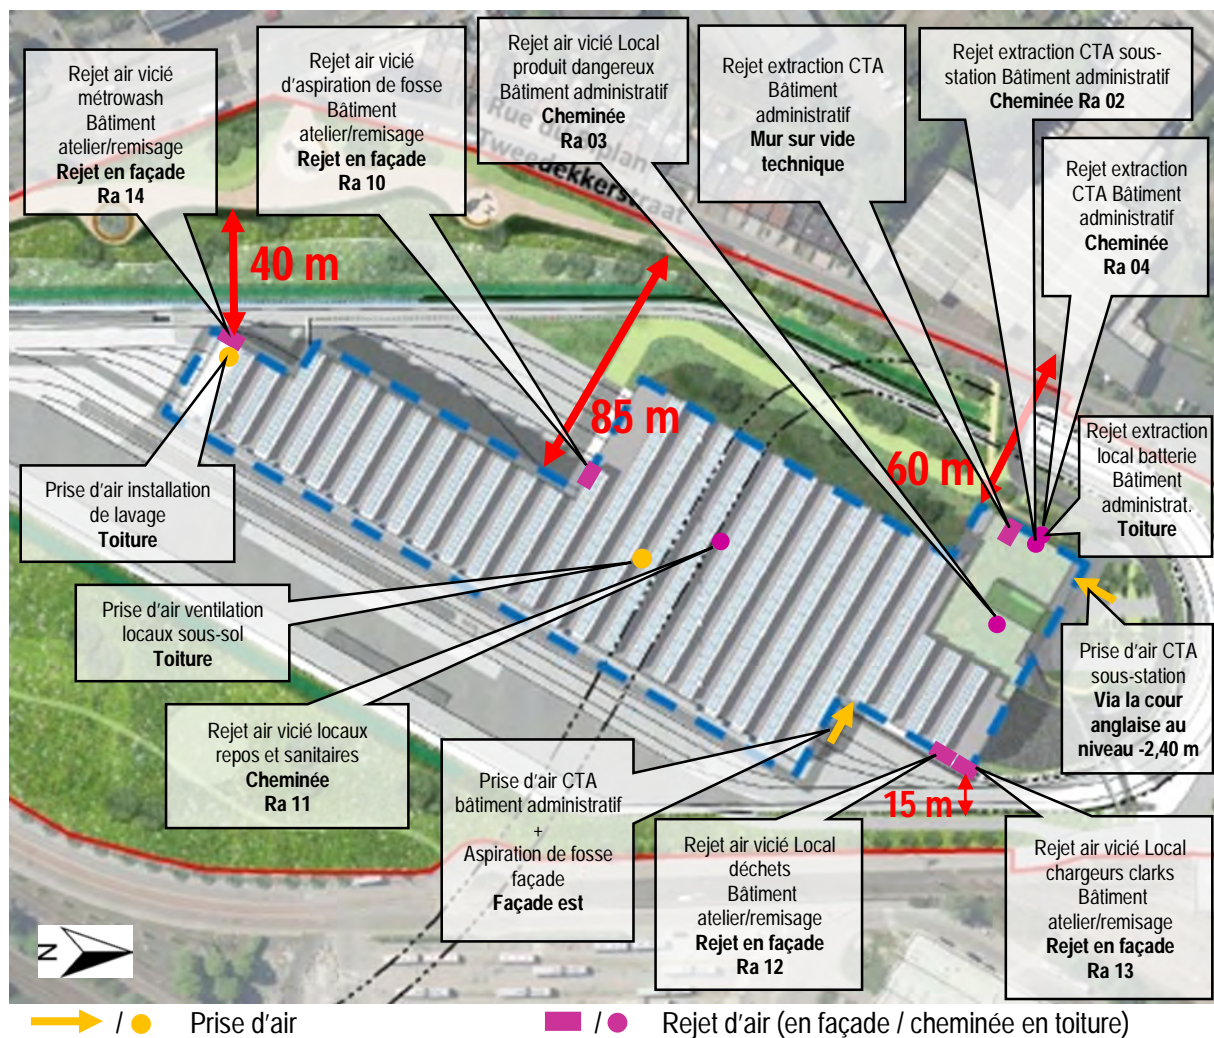 Rejet air vicié
métrowash
Bâtiment
atelier/remisage
Rejet en façade
Ra 14
Rejet air vicié
d'aspiration de fosse
Bâtiment
atelier/remisage
Rejet en façade
Ra 10
Rejet air vicié Local
produit dangereux
Bâtiment administratif
Cheminée
Ra 03
Rejet extraction CTA
Bâtiment
administratif
Mur sur vide
technique
Rejet extraction CTA sous-
station Bâtiment administratif
Cheminée Ra 02
Rejet extraction
CTA Bâtiment
administratif
Cheminée
Ra 04
Rue du
plan
Tweedekkerstraat
40 m
85 m
60 m
Rejet extraction
local batterie
Bâtiment
administrat.
Toiture
Prise d'air installation
de lavage
Toiture
Prise d'air ventilation
locaux sous-sol
Toiture
Prise d'air CTA
sous-station
Via la cour
anglaise au
niveau -2,40 m
Rejet air vicié locaux
repos et sanitaires
Cheminée
Ra 11
Prise d'air CTA
bâtiment administratif
+
Aspiration de fosse
façade
Façade est
15 m
Rejet air vicié Local
déchets
Bâtiment
atelier/remisage
Rejet en façade
Ra 12
Rejet air vicié Local
chargeurs clarks
Bâtiment
atelier/remisage
Rejet en façade
Ra 13
N
/ Prise d'air
/ Rejet d'air (en façade / cheminée en toiture)